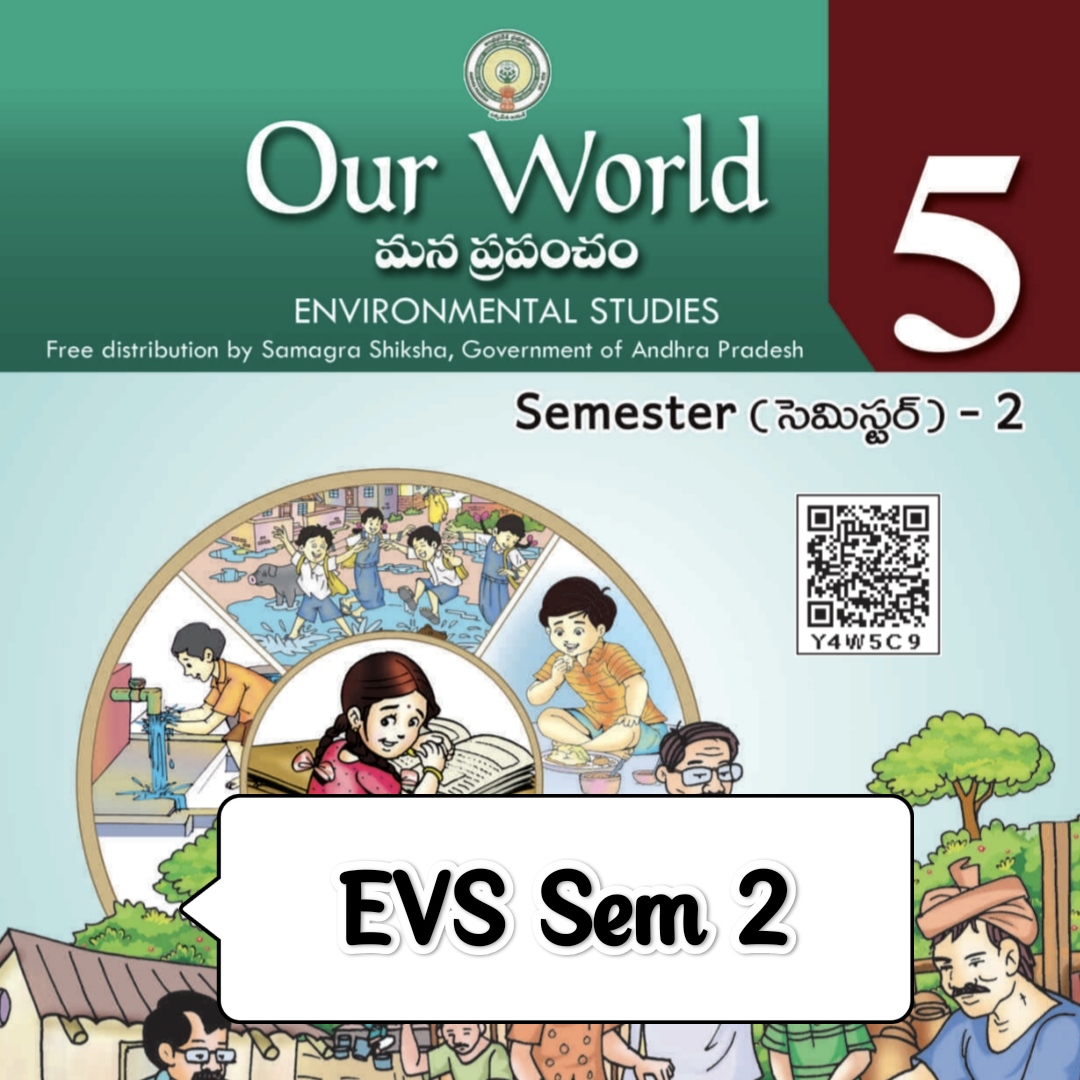 Our World
5
మన ప్రపంచం
ENVIRONMENTAL STUDIES
Free distribution by Samagra Shiksha, Government of Andhra Pradesh
Semester (సెమిస్టర్) - 2
Y4W5C9
EVS Sem 2